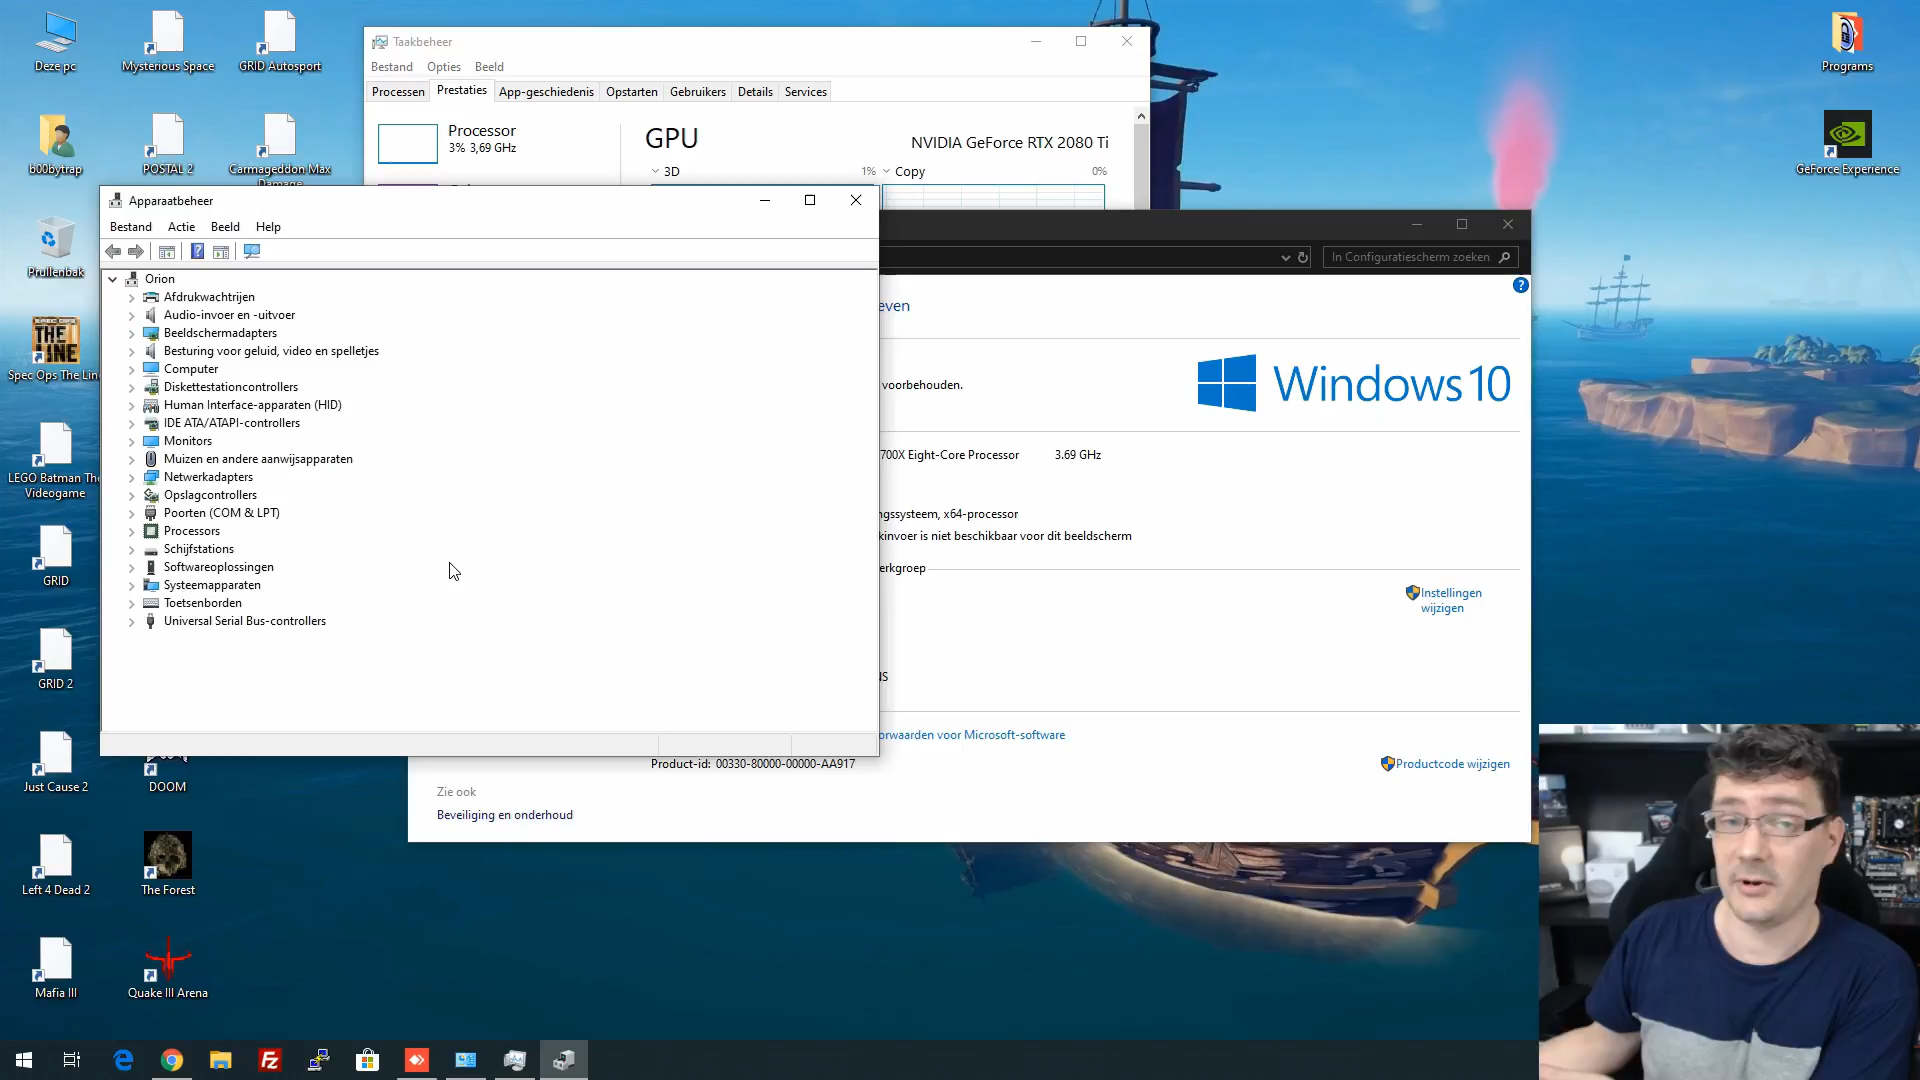 Deze pc
Mysterious Space
GRID Autosport
b00bytrap
POSTAL 2
Carmageddon Max
Damage
Prullenbak
Spec Ops The Lin
LEGO Batman The
Videogame
GRID
GRID 2
Just Cause 2
DOOM
Left 4 Dead 2
The Forest
Mafia III
Quake III Arena
Programs
GeForce Experience
THE
LINE
Taakbeheer
Bestand Opties Beeld
Processen Prestaties App-geschiedenis Opstarten Gebruikers Details Services
Processor
3% 3,69 GHz
GPU
NVIDIA GeForce RTX 2080 Ti
3D 1% Copy 0%
Apparaatbeheer
Bestand Actie Beeld Help
Orion
Afdrukwachtrijen
Audio-invoer en -uitvoer
Beeldschermadapters
Besturing voor geluid, video en spelletjes
Computer
Diskettestationcontrollers
Human Interface-apparaten (HID)
IDE ATA/ATAPI-controllers
Monitors
Muizen en andere aanwijsapparaten
Netwerkadapters
Opslagcontrollers
Poorten (COM & LPT)
Processors
Schijfstations
Softwareoplossingen
Systeemapparaten
Toetsenborden
Universal Serial Bus-controllers
In Configuratiescherm zoeken
even
voorbehouden.
Windows 10
700X Eight-Core Processor 3.69 GHz
ngssysteem, x64-processor
kinvoer is niet beschikbaar voor dit beeldscherm
erkgroep
Instellingen
wijzigen
orwaarden voor Microsoft-software
Product-id: 00330-80000-00000-AA917
Productcode wijzigen
Zie ook
Beveiliging en onderhoud